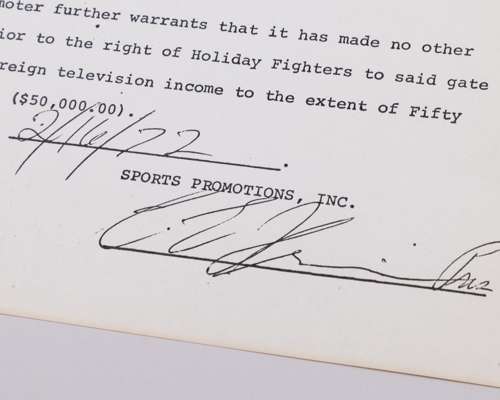 moter further warrants that it has made no other
ior to the right of Holiday Fighters to said gate
reign television income to the extent of Fifty
($50,000.00).
2/16/72
SPORTS PROMOTIONS, INC.